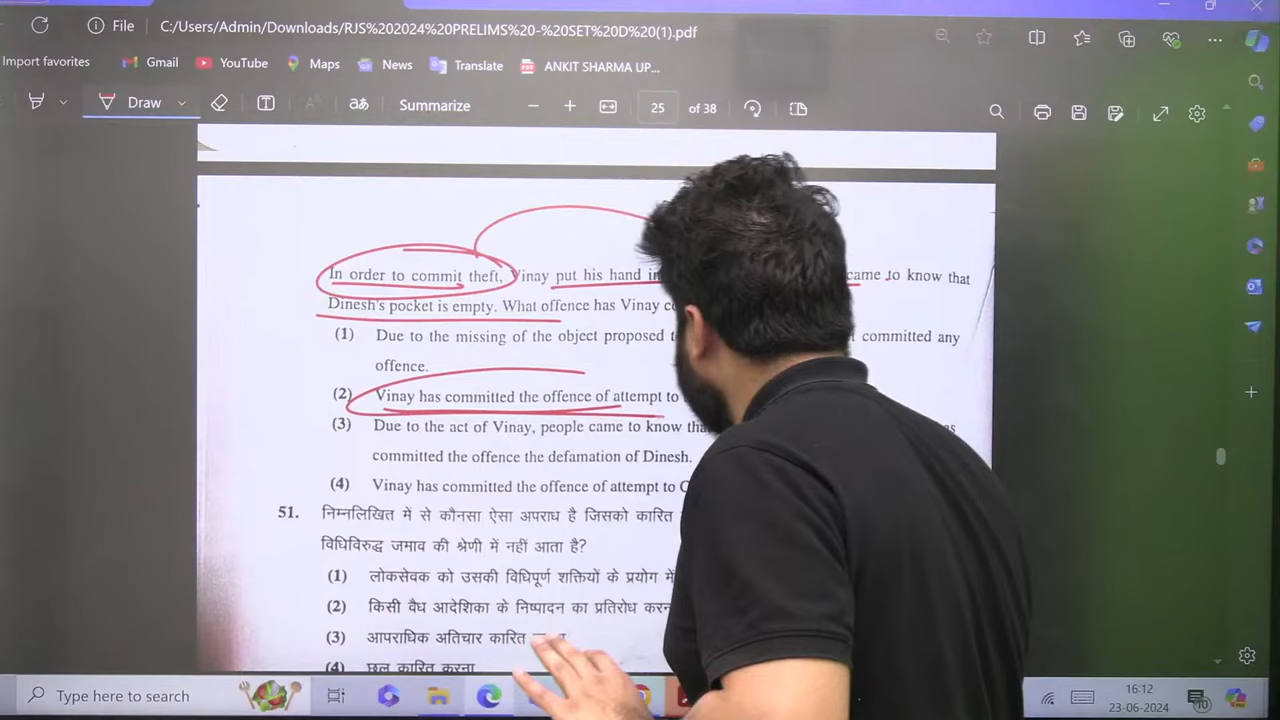 File C:/Users/Admin/Downloads/RJS%202024%20PRELIMS%20-%20SET%20D%20(1).pdf
Import favorites Gmail YouTube Maps News Translate ANKIT SHARMA UP...
Draw T aあ Summarize 25 of 38
In order to commit theft, Vinay put his hand in came to know that
Dinesh's pocket is empty. What offence has Vinay
(1) Due to the missing of the object proposed committed any
offence.
(2) Vinay has committed the offence of attempt to
(3) Due to the act of Vinay, people came to know
committed the offence the defamation of Dinesh.
(4) Vinay has committed the offence of attempt to
51. निम्नलिखित में से कौनसा ऐसा अपराध है जिसको कारित
विधिविरुद्ध जमाव की श्रेणी में नहीं आता है?
(1) लोकसेवक को उसकी विधिपूर्ण शक्तियों के प्रयोग में
(2) किसी वैध आदेशिका के निष्पादन का प्रतिरोध
(3) आपराधिक अतिचार कारित
(4) छल कारित करना
Type here to search 16:12
23-06-2024